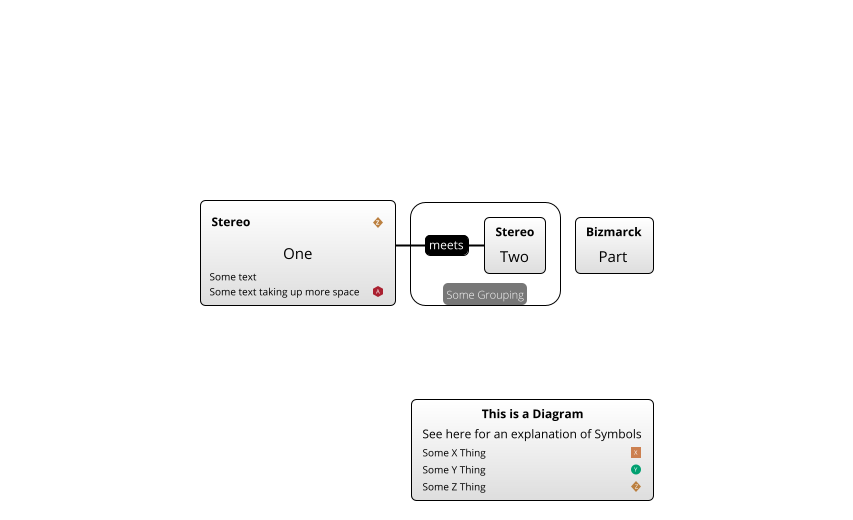 Stereo Z
One
Some text
Some text taking up more space A
meets
Stereo
Two
Some Grouping
Bizmarck
Part
This is a Diagram
See here for an explanation of Symbols
Some X Thing X
Some Y Thing Y
Some Z Thing Z